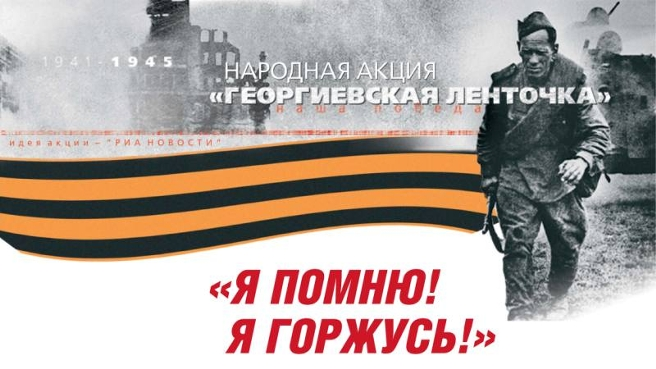 1941-1945
НАРОДНАЯ АКЦИЯ
«ГЕОРГИЕВСКАЯ ЛЕНТОЧКА»
наша победа
идея акции – "РИА НОВОСТИ"
«Я ПОМНЮ!
Я ГОРЖУСЬ!»